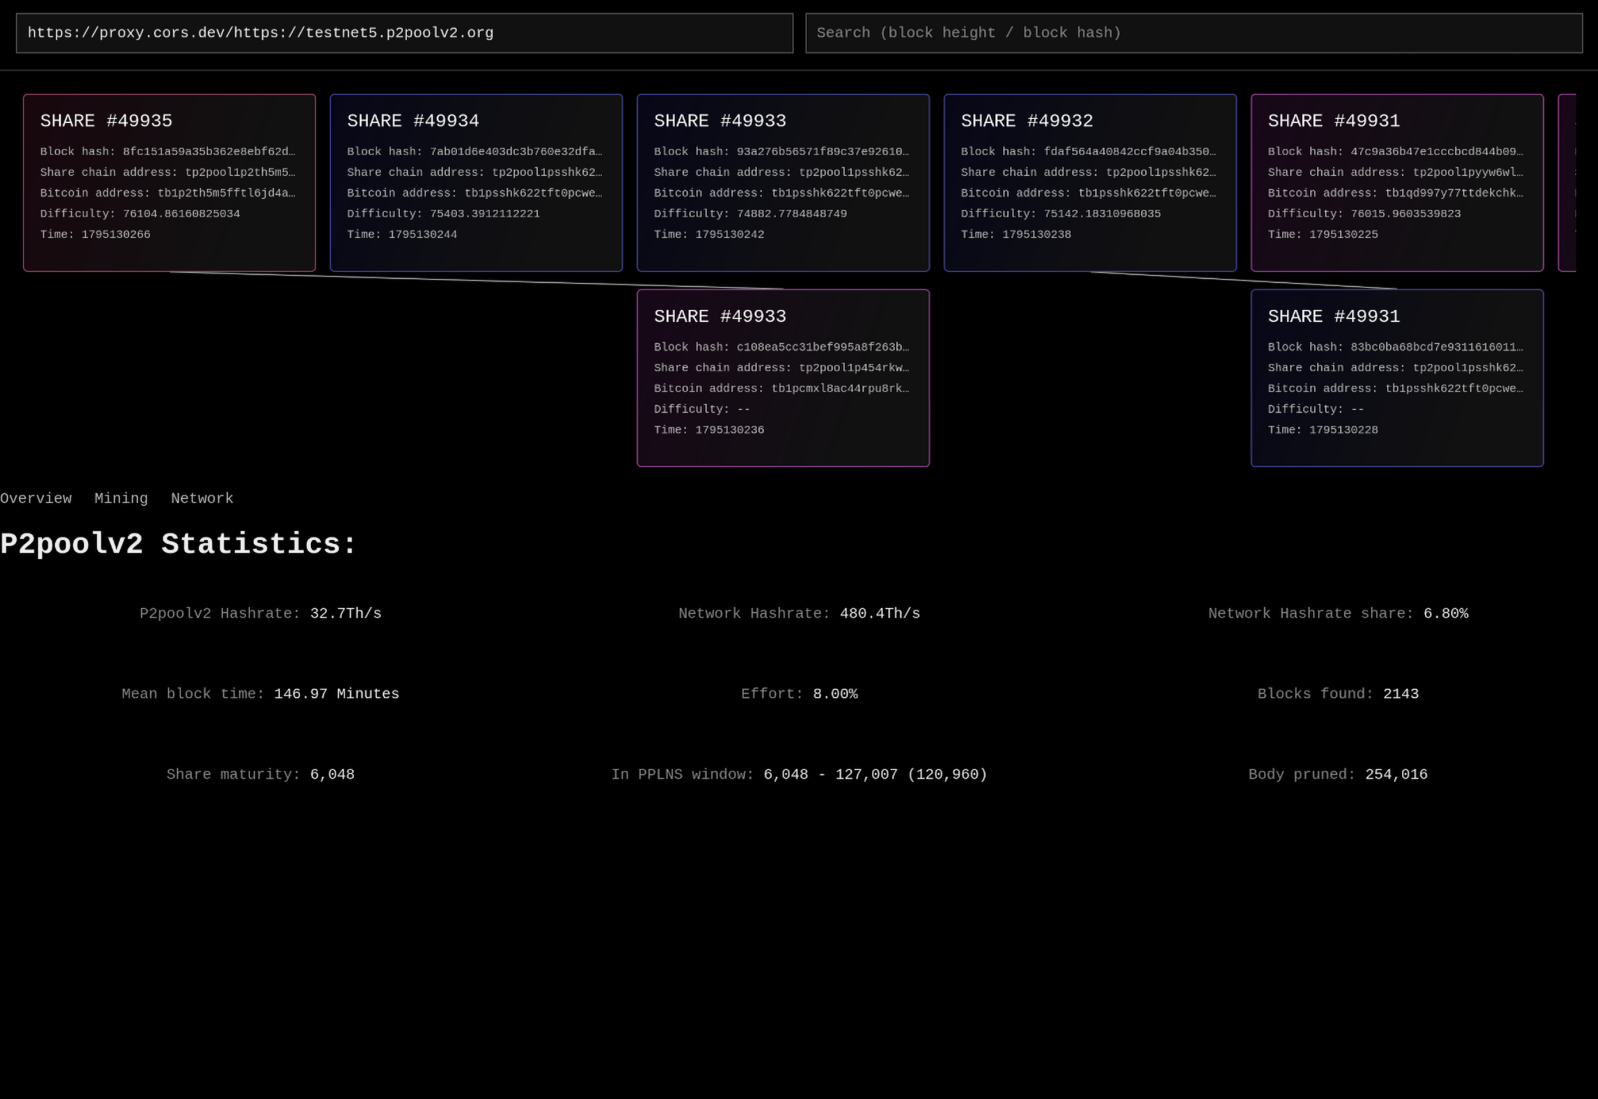 https://proxy.cors.dev/https://testnet5.p2poolv2.org
Search (block height / block hash)
SHARE #49935
Block hash: 8fc151a59a35b362e8ebf62d…
Share chain address: tp2pool1p2th5m5…
Bitcoin address: tb1p2th5m5fftl6jd4a…
Difficulty: 76104.86160825034
Time: 1795130266
SHARE #49934
Block hash: 7ab01d6e403dc3b760e32dfa…
Share chain address: tp2pool1psshk62…
Bitcoin address: tb1psshk622tft0pcwe…
Difficulty: 75403.3912112221
Time: 1795130244
SHARE #49933
Block hash: 93a276b56571f89c37e92610…
Share chain address: tp2pool1psshk62…
Bitcoin address: tb1psshk622tft0pcwe…
Difficulty: 74882.7784848749
Time: 1795130242
SHARE #49932
Block hash: fdaf564a40842ccf9a04b350…
Share chain address: tp2pool1psshk62…
Bitcoin address: tb1psshk622tft0pcwe…
Difficulty: 75142.18310968035
Time: 1795130238
SHARE #49931
Block hash: 47c9a36b47e1cccbcd844b09…
Share chain address: tp2pool1pyyw6wl…
Bitcoin address: tb1qd997y77ttdekchk…
Difficulty: 76015.9603539823
Time: 1795130225
SHARE #49933
Block hash: c108ea5cc31bef995a8f263b…
Share chain address: tp2pool1p454rkw…
Bitcoin address: tb1pcmxl8ac44rpu8rk…
Difficulty: --
Time: 1795130236
SHARE #49931
Block hash: 83bc0ba68bcd7e9311616011…
Share chain address: tp2pool1psshk62…
Bitcoin address: tb1psshk622tft0pcwe…
Difficulty: --
Time: 1795130228
Overview Mining Network
P2poolv2 Statistics:
P2poolv2 Hashrate: 32.7Th/s
Network Hashrate: 480.4Th/s
Network Hashrate share: 6.80%
Mean block time: 146.97 Minutes
Effort: 8.00%
Blocks found: 2143
Share maturity: 6,048
In PPLNS window: 6,048 - 127,007 (120,960)
Body pruned: 254,016